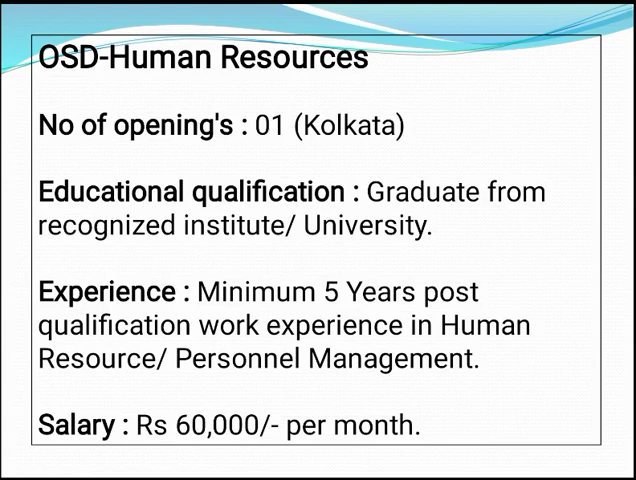 OSD-Human Resources
No of opening's : 01 (Kolkata)
Educational qualification : Graduate from
recognized institute/ University.
Experience : Minimum 5 Years post
qualification work experience in Human
Resource/ Personnel Management.
Salary : Rs 60,000/- per month.